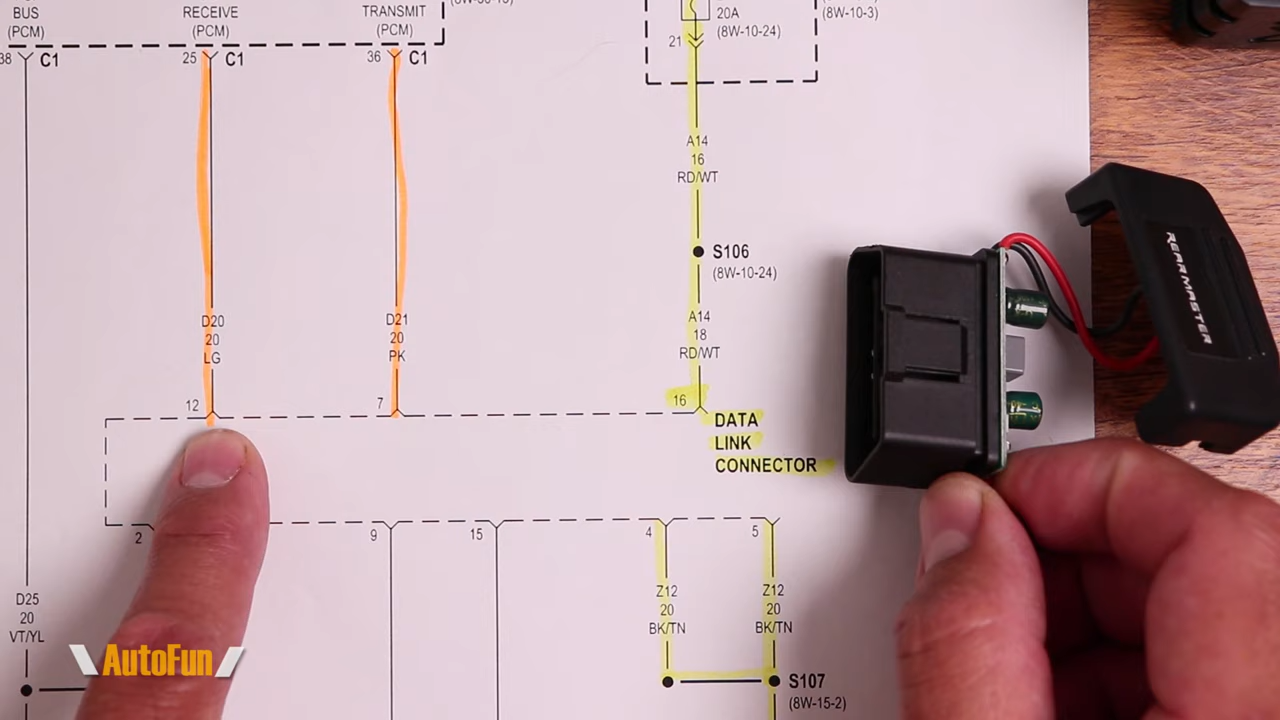 BUS
(PCM)
RECEIVE
(PCM)
TRANSMIT
(PCM)
20A
(8W-10-24)
(8W-10-3)
38
C1
25
C1
36
C1
21
A14
16
RD/WT
S106
(8W-10-24)
A14
18
RD/WT
D20
20
LG
D21
20
PK
12
7
16
DATA
LINK
CONNECTOR
2
9
15
4
5
Z12
20
BK/TN
Z12
20
BK/TN
D25
20
VT/YL
S107
(8W-15-2)
REARMASTER
AutoFun